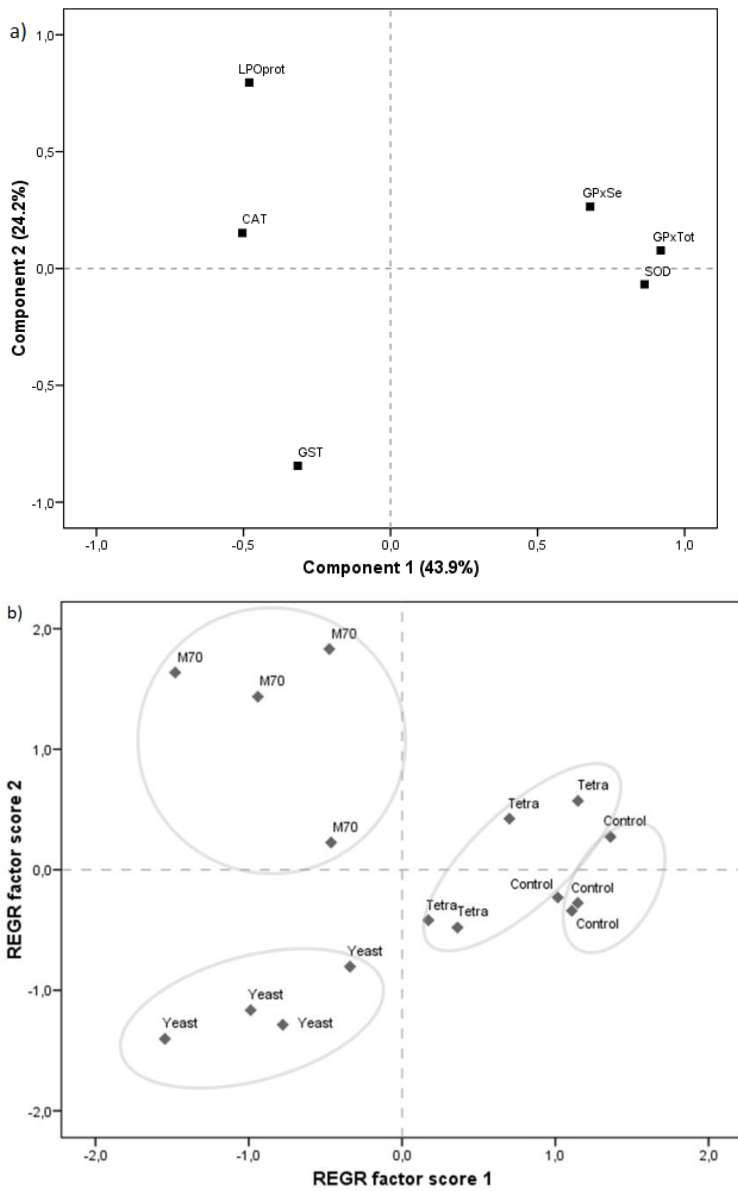 a)
1,0
LPOprot
0,5
GPxSe
CAT
GPxTot
0,0
SOD
-0,5
GST
-1,0
-1,0
-0,5
0,0
0,5
1,0
Component 2 (24.2%)
Component 1 (43.9%)
b)
2,0
M70
M70
M70
1,0
Tetra
Tetra
Control
M70
0,0
Control
Control
Control
Tetra
Tetra
Yeast
-1,0
Yeast
Yeast
Yeast
-2,0
-2,0
-1,0
0,0
1,0
2,0
REGR factor score 2
REGR factor score 1